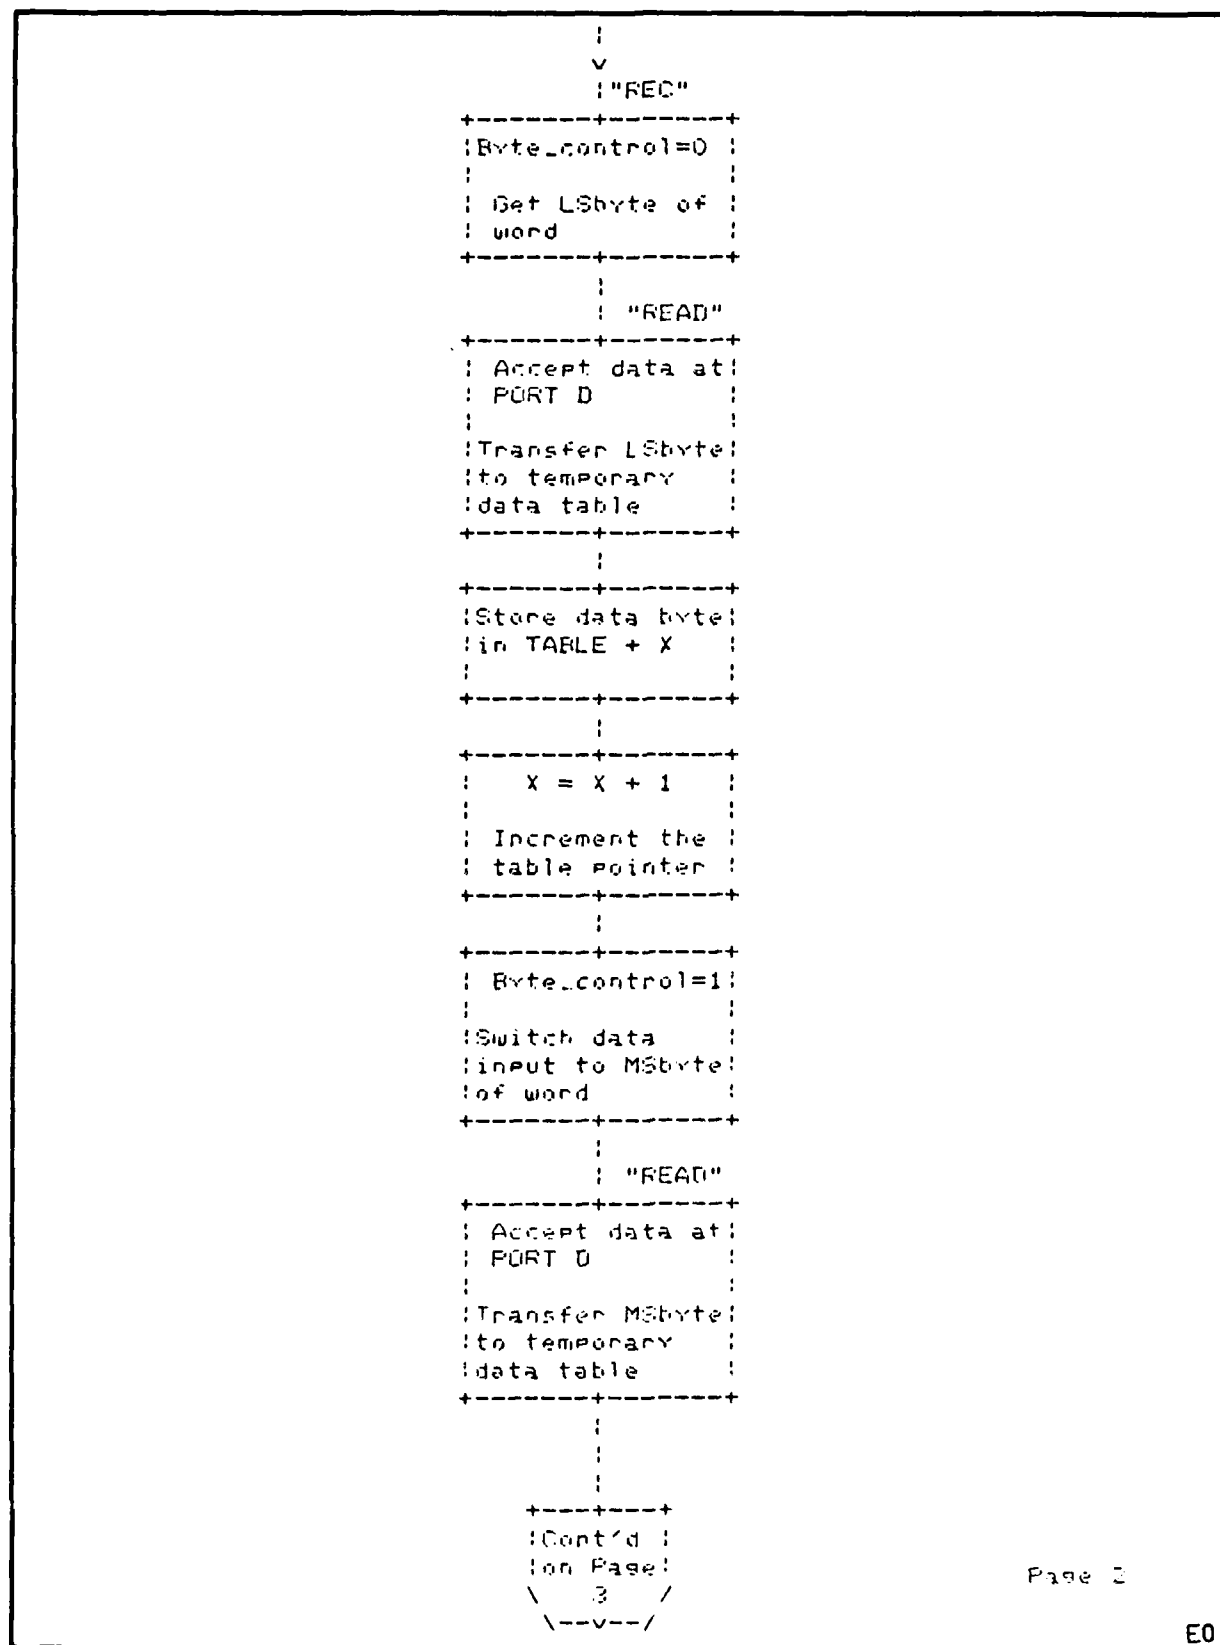 "REC"
Byte_control=0
Get LSbyte of
word
"READ"
Accept data at
PORT D
Transfer LSbyte
to temporary
data table
Store data byte
in TABLE + X
X = X + 1
Increment the
table pointer
Byte_control=1
Switch data
input to MSbyte
of word
"READ"
Accept data at
PORT D
Transfer MSbyte
to temporary
data table
Cont'd
on Page
3
Page 2
E0